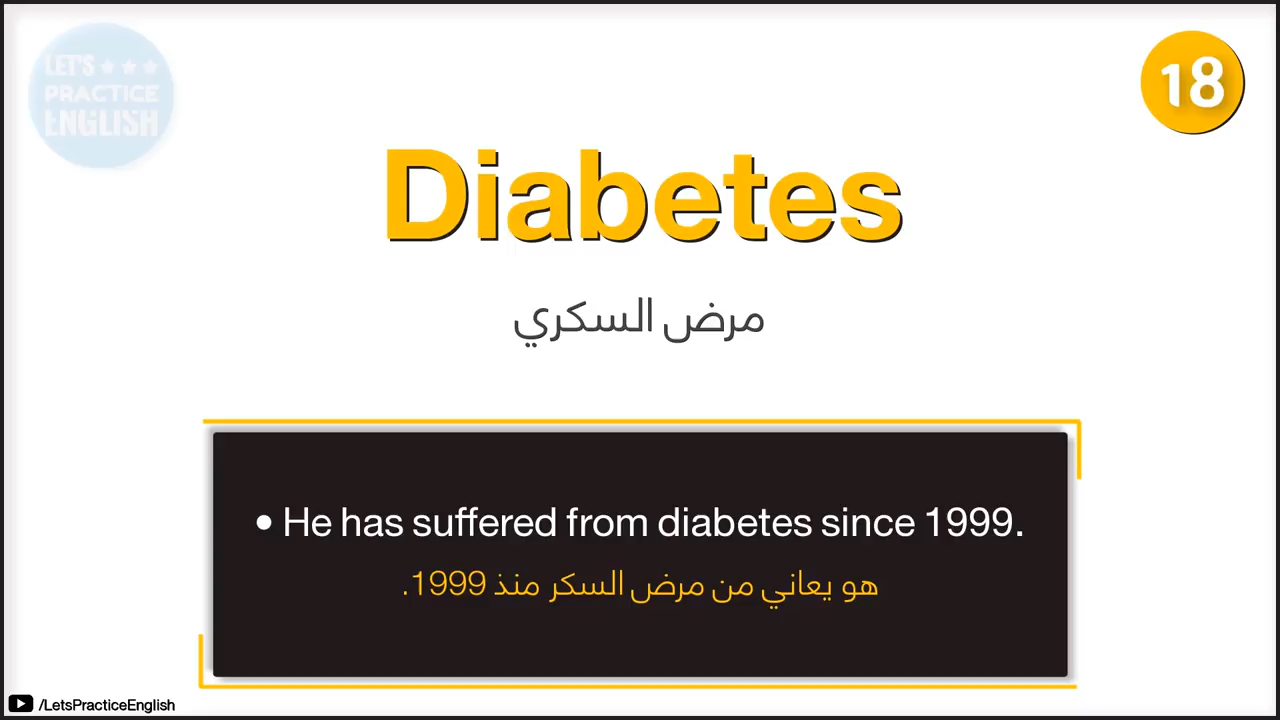 LET'S
PRACTICE
ENGLISH
18
Diabetes
مرض السكري
• He has suffered from diabetes since 1999.
هو يعاني من مرض السكر منذ 1999.
/LetsPracticeEnglish